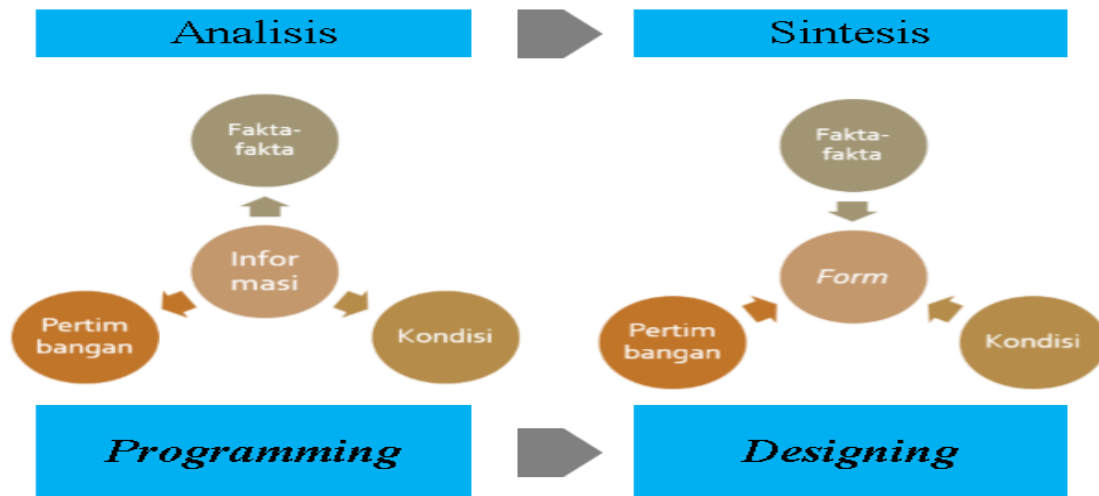 Analisis
Sintesis
Fakta-
fakta
Infor
masi
Pertim
bangan
Kondisi
Fakta-
fakta
Form
Pertim
bangan
Kondisi
Programming
Designing